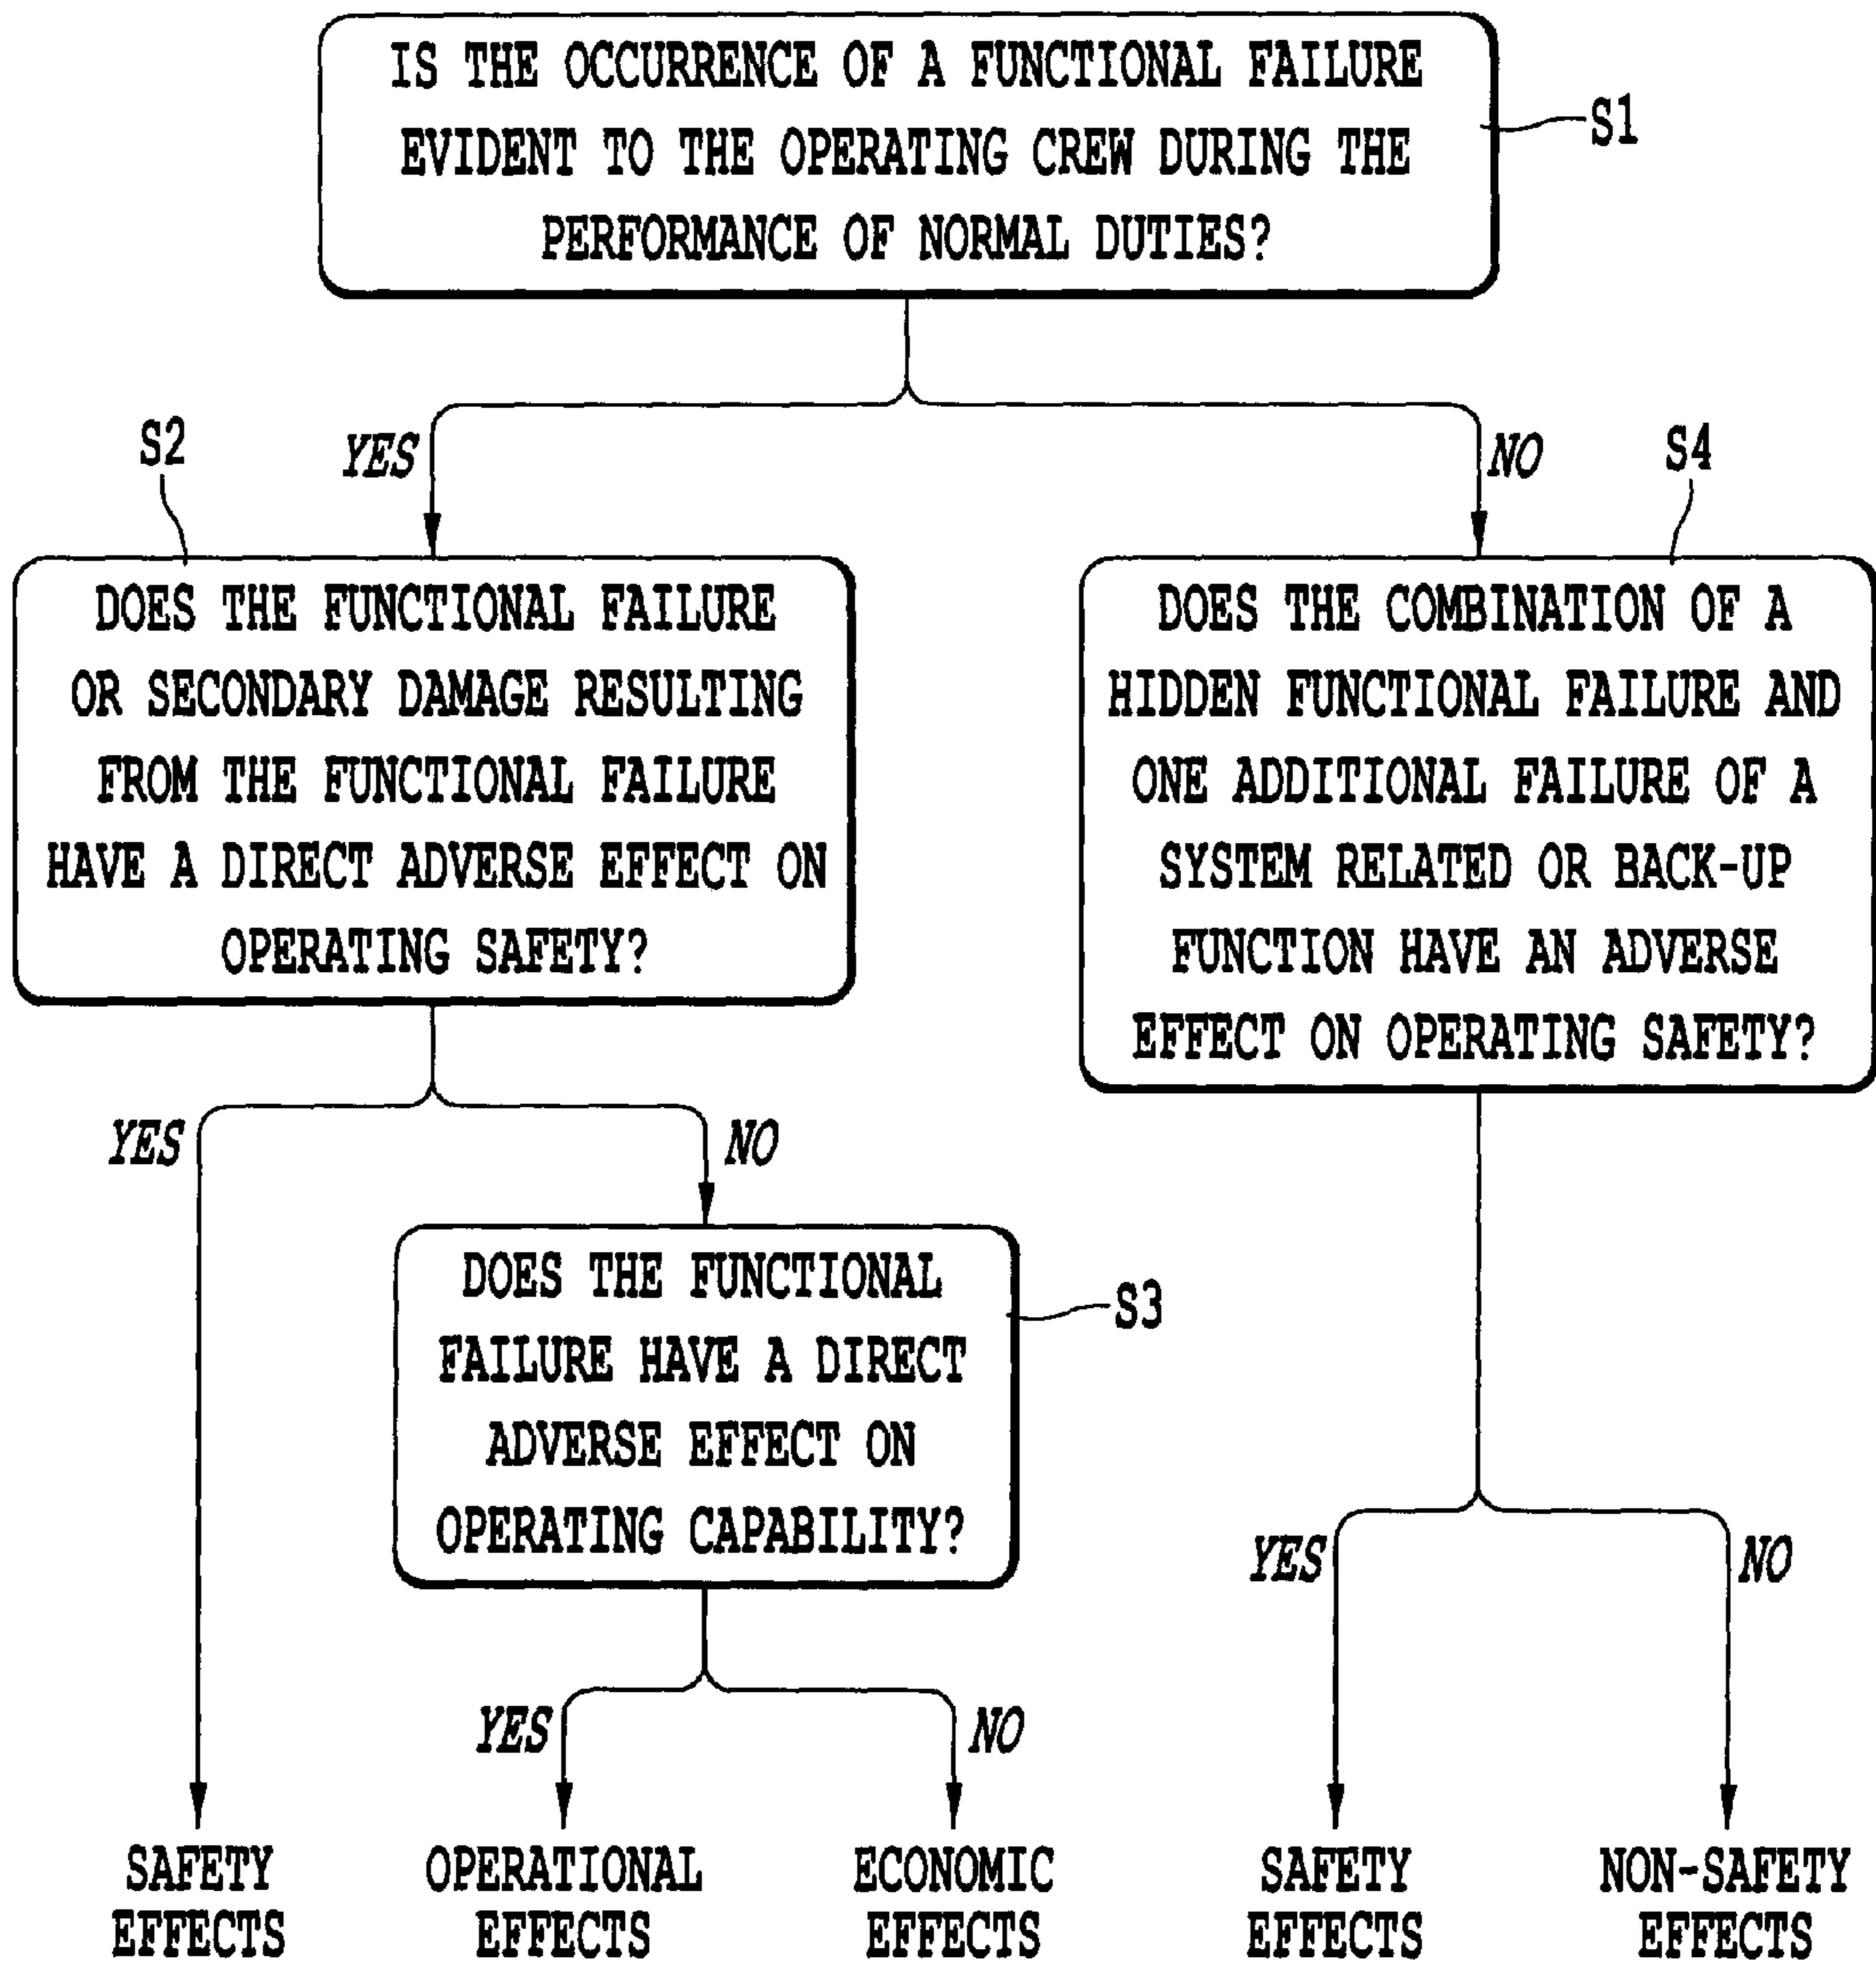 IS THE OCCURRENCE OF A FUNCTIONAL FAILURE
EVIDENT TO THE OPERATING CREW DURING THE
PERFORMANCE OF NORMAL DUTIES?
S1
S2
YES
NO
S4
DOES THE FUNCTIONAL FAILURE
OR SECONDARY DAMAGE RESULTING
FROM THE FUNCTIONAL FAILURE
HAVE A DIRECT ADVERSE EFFECT ON
OPERATING SAFETY?
DOES THE COMBINATION OF A
HIDDEN FUNCTIONAL FAILURE AND
ONE ADDITIONAL FAILURE OF A
SYSTEM RELATED OR BACK-UP
FUNCTION HAVE AN ADVERSE
EFFECT ON OPERATING SAFETY?
YES
NO
DOES THE FUNCTIONAL
FAILURE HAVE A DIRECT
ADVERSE EFFECT ON
OPERATING CAPABILITY?
S3
YES
NO
YES
NO
SAFETY
EFFECTS
OPERATIONAL
EFFECTS
ECONOMIC
EFFECTS
SAFETY
EFFECTS
NON-SAFETY
EFFECTS